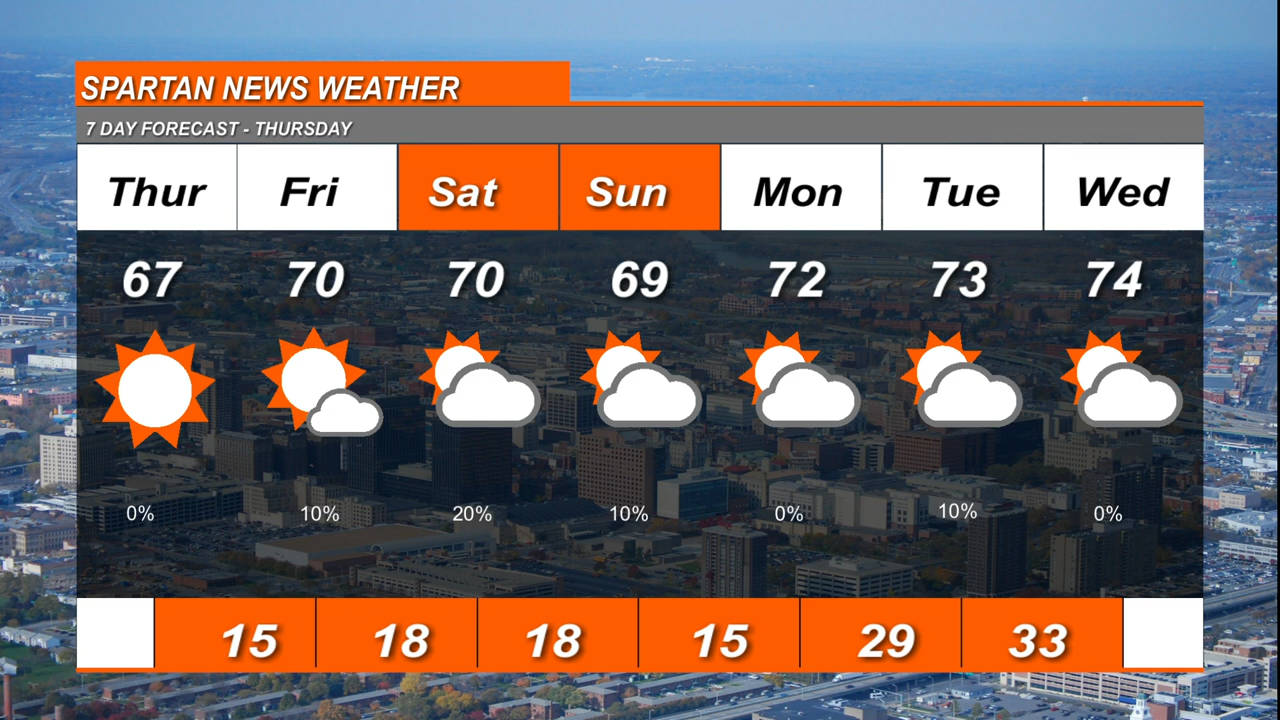 SPARTAN NEWS WEATHER
7 DAY FORECAST - THURSDAY
Thur Fri Sat Sun Mon Tue Wed
67 70 70 69 72 73 74
0% 10% 20% 10% 0% 10% 0%
15 18 18 15 29 33